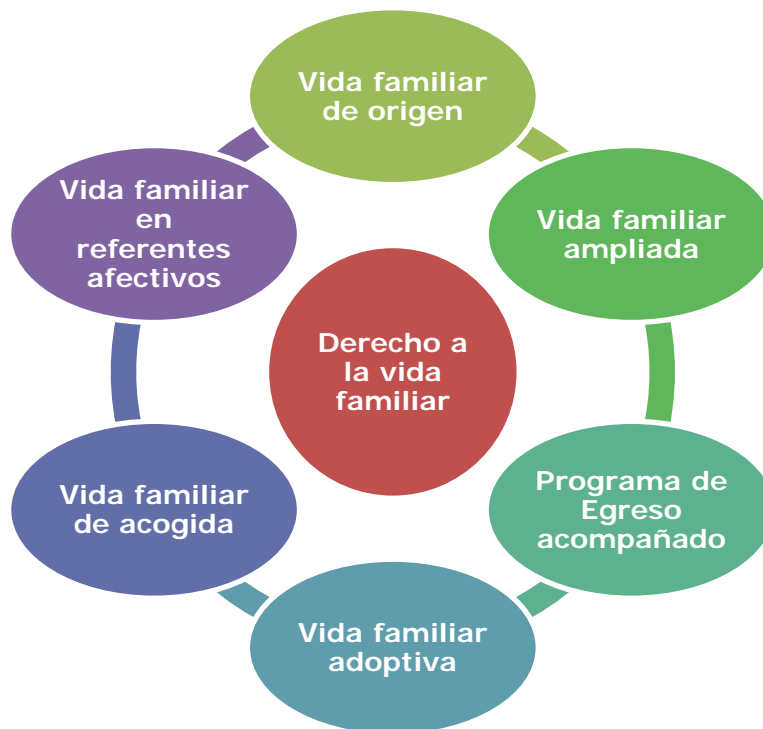 Vida familiar
de origen
Vida familiar
ampliada
Programa de
Egreso
acompañado
Vida familiar
adoptiva
Vida familiar
de acogida
Vida familiar
en
referentes
afectivos
Derecho a
la vida
familiar